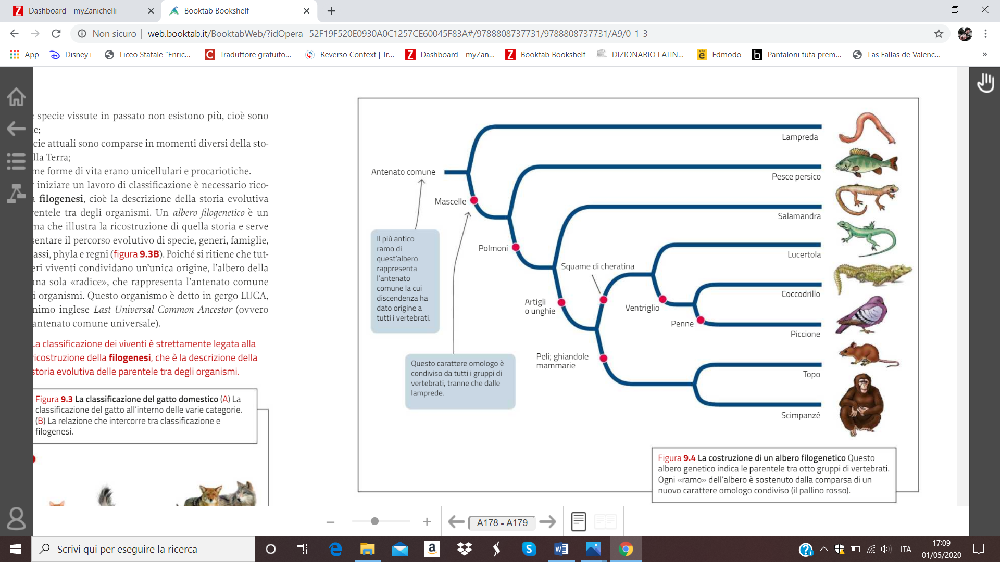 Dashboard - myZanichelli
Booktab Bookshelf
Non sicuro
web.booktab.it/BooktabWeb/?idOpera=52F19F520E0930A0C1257CE60045F83A#/9788808737731/9788808737731/A9/0-1-3
App
Disney+
Liceo Statale "Enric...
Traduttore gratuito...
Reverso Context | Tr...
Dashboard - myZan...
Booktab Bookshelf
DIZIONARIO LATIN...
Edmodo
Pantaloni tuta prem...
Las Fallas de Valenc...
»
e specie vissute in passato non esistono più, cioè sono
te;
cie attuali sono comparse in momenti diversi della sto-
lla Terra;
me forme di vita erano unicellulari e procariotiche.
r iniziare un lavoro di classificazione è necessario rico-
a filogenesi, cioè la descrizione della storia evolutiva
rentele tra degli organismi. Un albero filogenetico è un
ma che illustra la ricostruzione di quella storia e serve
sentare il percorso evolutivo di specie, generi, famiglie,
assi, phyla e regni (figura 9.3B). Poiché si ritiene che tut-
eri viventi condividano un'unica origine, l'albero della
una sola «radice», che rappresenta l'antenato comune
i organismi. Questo organismo è detto in gergo LUCA,
nimo inglese Last Universal Common Ancestor (ovvero
antenato comune universale).
La classificazione dei viventi è strettamente legata alla
ricostruzione della filogenesi, che è la descrizione della
storia evolutiva delle parentele tra degli organismi.
Figura 9.3 La classificazione del gatto domestico (A) La
classificazione del gatto all'interno delle varie categorie.
(B) La relazione che intercorre tra classificazione e
filogenesi.
Antenato comune
Mascelle
Polmoni
Artigli
o unghie
Squame di cheratina
Ventriglio
Penne
Peli; ghiandole
mammarie
Lampreda
Pesce persico
Salamandra
Lucertola
Coccodrillo
Piccione
Topo
Scimpanzé
Il più antico
ramo di
quest'albero
rappresenta
l'antenato
comune la cui
discendenza ha
dato origine a
tutti i vertebrati.
Questo carattere omologo è
condiviso da tutti i gruppi di
vertebrati, tranne che dalle
lamprede.
Figura 9.4 La costruzione di un albero filogenetico Questo
albero genetico indica le parentele tra otto gruppi di vertebrati.
Ogni «ramo» dell'albero è sostenuto dalla comparsa di un
nuovo carattere omologo condiviso (il pallino rosso).
A178 - A179
Scrivi qui per eseguire la ricerca
ITA
17:09
01/05/2020